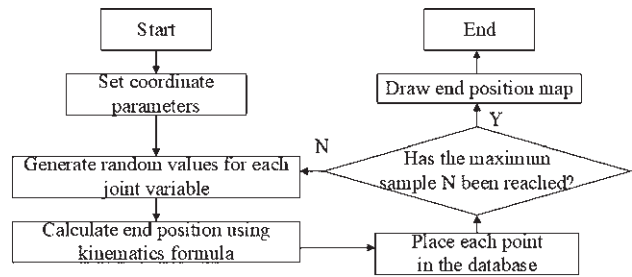 Start
Set coordinate
parameters
Generate random values for each
joint variable
Calculate end position using
kinematics formula
Place each point
in the database
Has the maximum
sample N been reached?
N
Y
Draw end position map
End